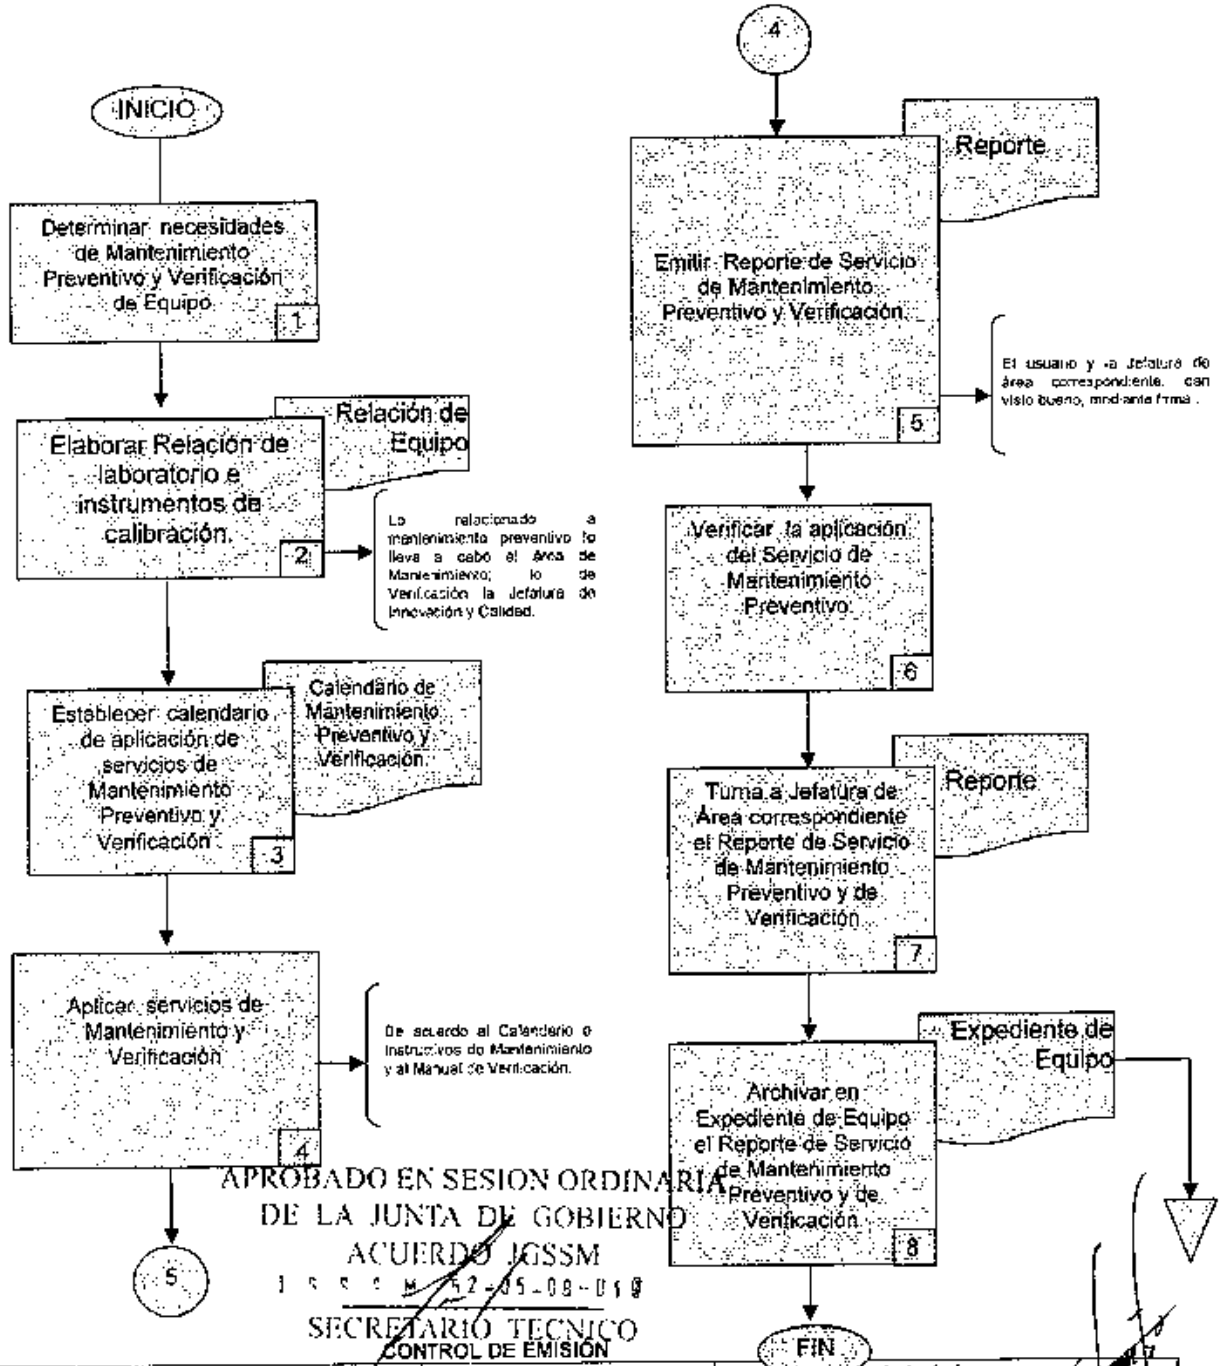 INICIO
Determinar necesidades
de Mantenimiento
Preventivo y Verificación
de Equipo
1
Relación de
Equipo
Elaborar Relación de
laboratorio e
instrumentos de
calibración.
2
Lo relacionado a
mantenimiento preventivo lo
lleva a cabo el Área de
Mantenimiento; lo de
Verificación la Jefatura de
Innovación y Calidad.
Calendario de
Mantenimiento
Preventivo y
Verificación.
Establecer calendario
de aplicación de
servicios de
Mantenimiento
Preventivo y
Verificación
3
Aplicar servicios de
Mantenimiento y
Verificación
4
De acuerdo al Calendario o
Instructivos de Mantenimiento
y al Manual de Verificación.
5
4
Reporte
Emitir Reporte de Servicio
de Mantenimiento
Preventivo y Verificación.
5
El usuario y la Jefatura de
área correspondiente, dan
visto bueno, mediante firma.
Verificar la aplicación
del Servicio de
Mantenimiento
Preventivo.
6
Reporte
Turna a Jefatura de
Área correspondiente
el Reporte de Servicio
de Mantenimiento
Preventivo y de
Verificación
7
Expediente de
Equipo
Archivar en
Expediente de Equipo
el Reporte de Servicio
de Mantenimiento
Preventivo y de
Verificación
8
FIN
APROBADO EN SESION ORDINARIA
DE LA JUNTA DE GOBIERNO
ACUERDO JGSSM
SECRETARIO TECNICO
CONTROL DE EMISIÓN